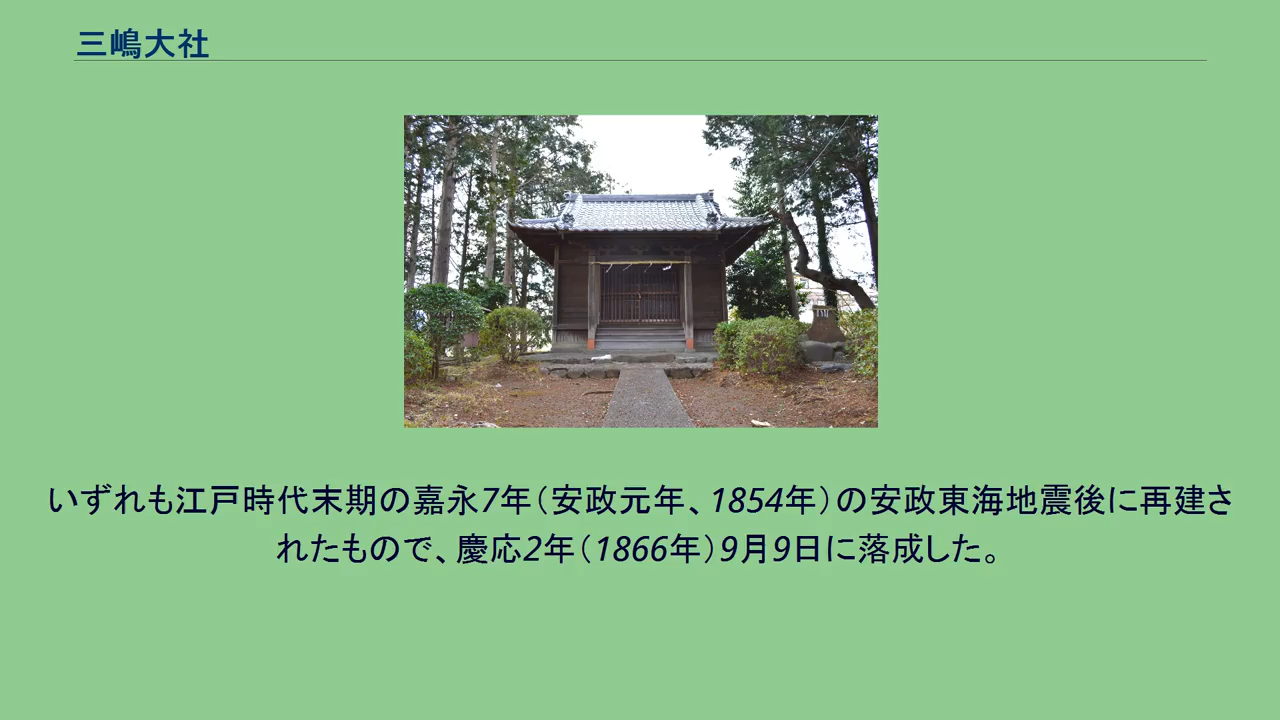 三嶋大社
いずれも江戸時代末期の嘉永7年（安政元年、1854年）の安政東海地震後に再建さ
れたもので、慶応2年（1866年）9月9日に落成した。